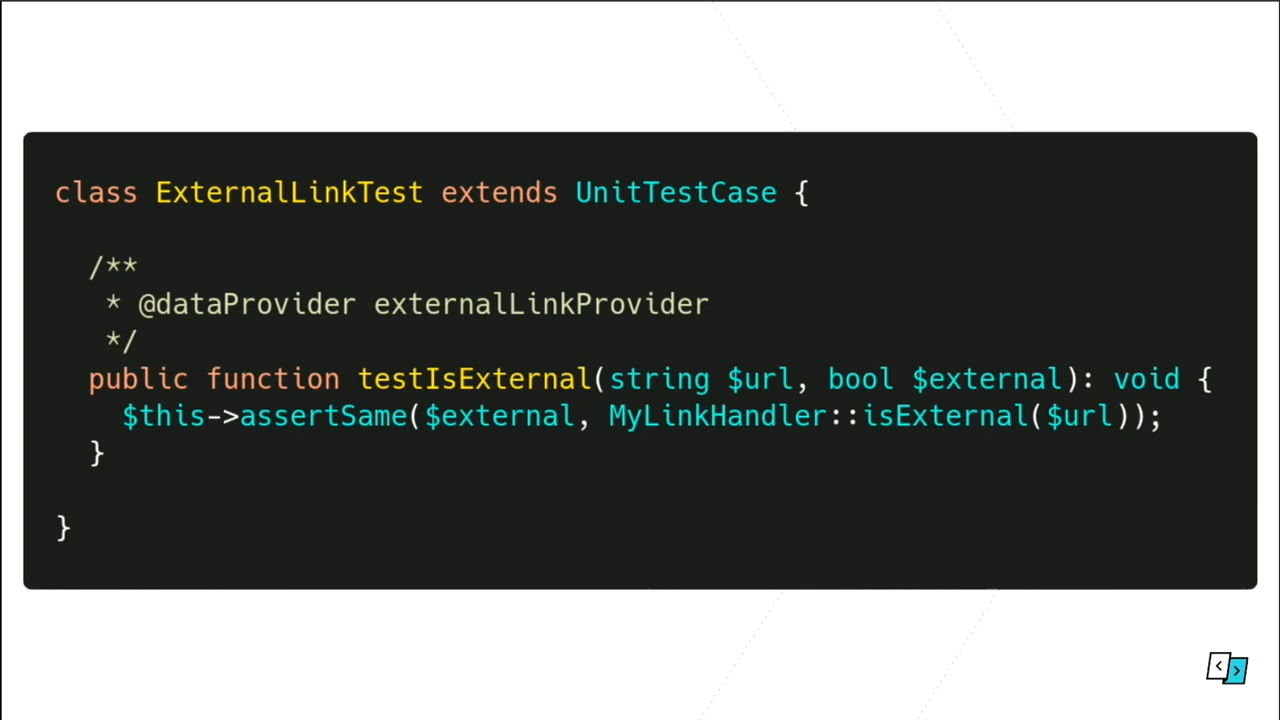 class ExternalLinkTest extends UnitTestCase {
/**
* @dataProvider externalLinkProvider
*/
public function testIsExternal(string $url, bool $external): void {
$this->assertSame($external, MyLinkHandler::isExternal($url));
}
}